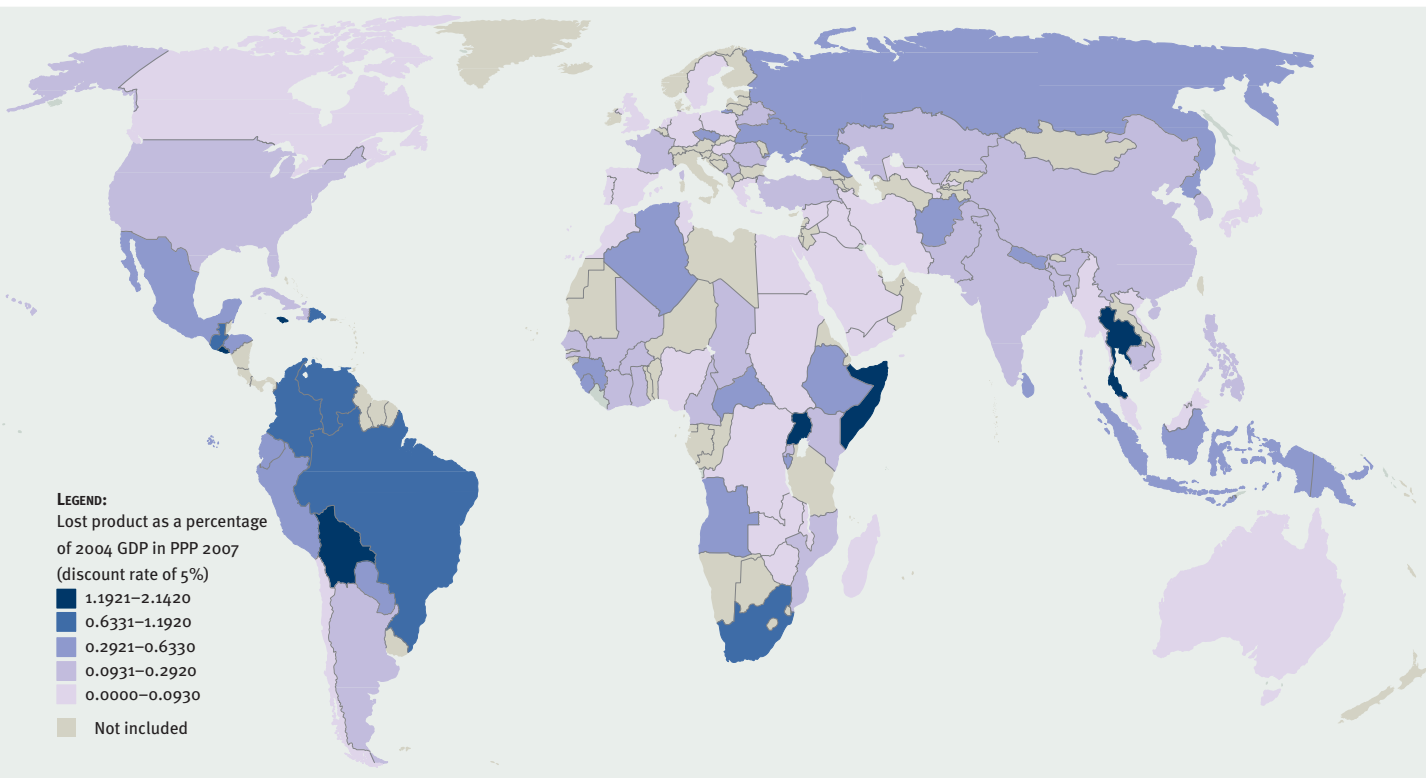 LEGEND:
Lost product as a percentage
of 2004 GDP in PPP 2007
(discount rate of 5%)
1.1921–2.1420
0.6331–1.1920
0.2921–0.6330
0.0931–0.2920
0.0000–0.0930
Not included